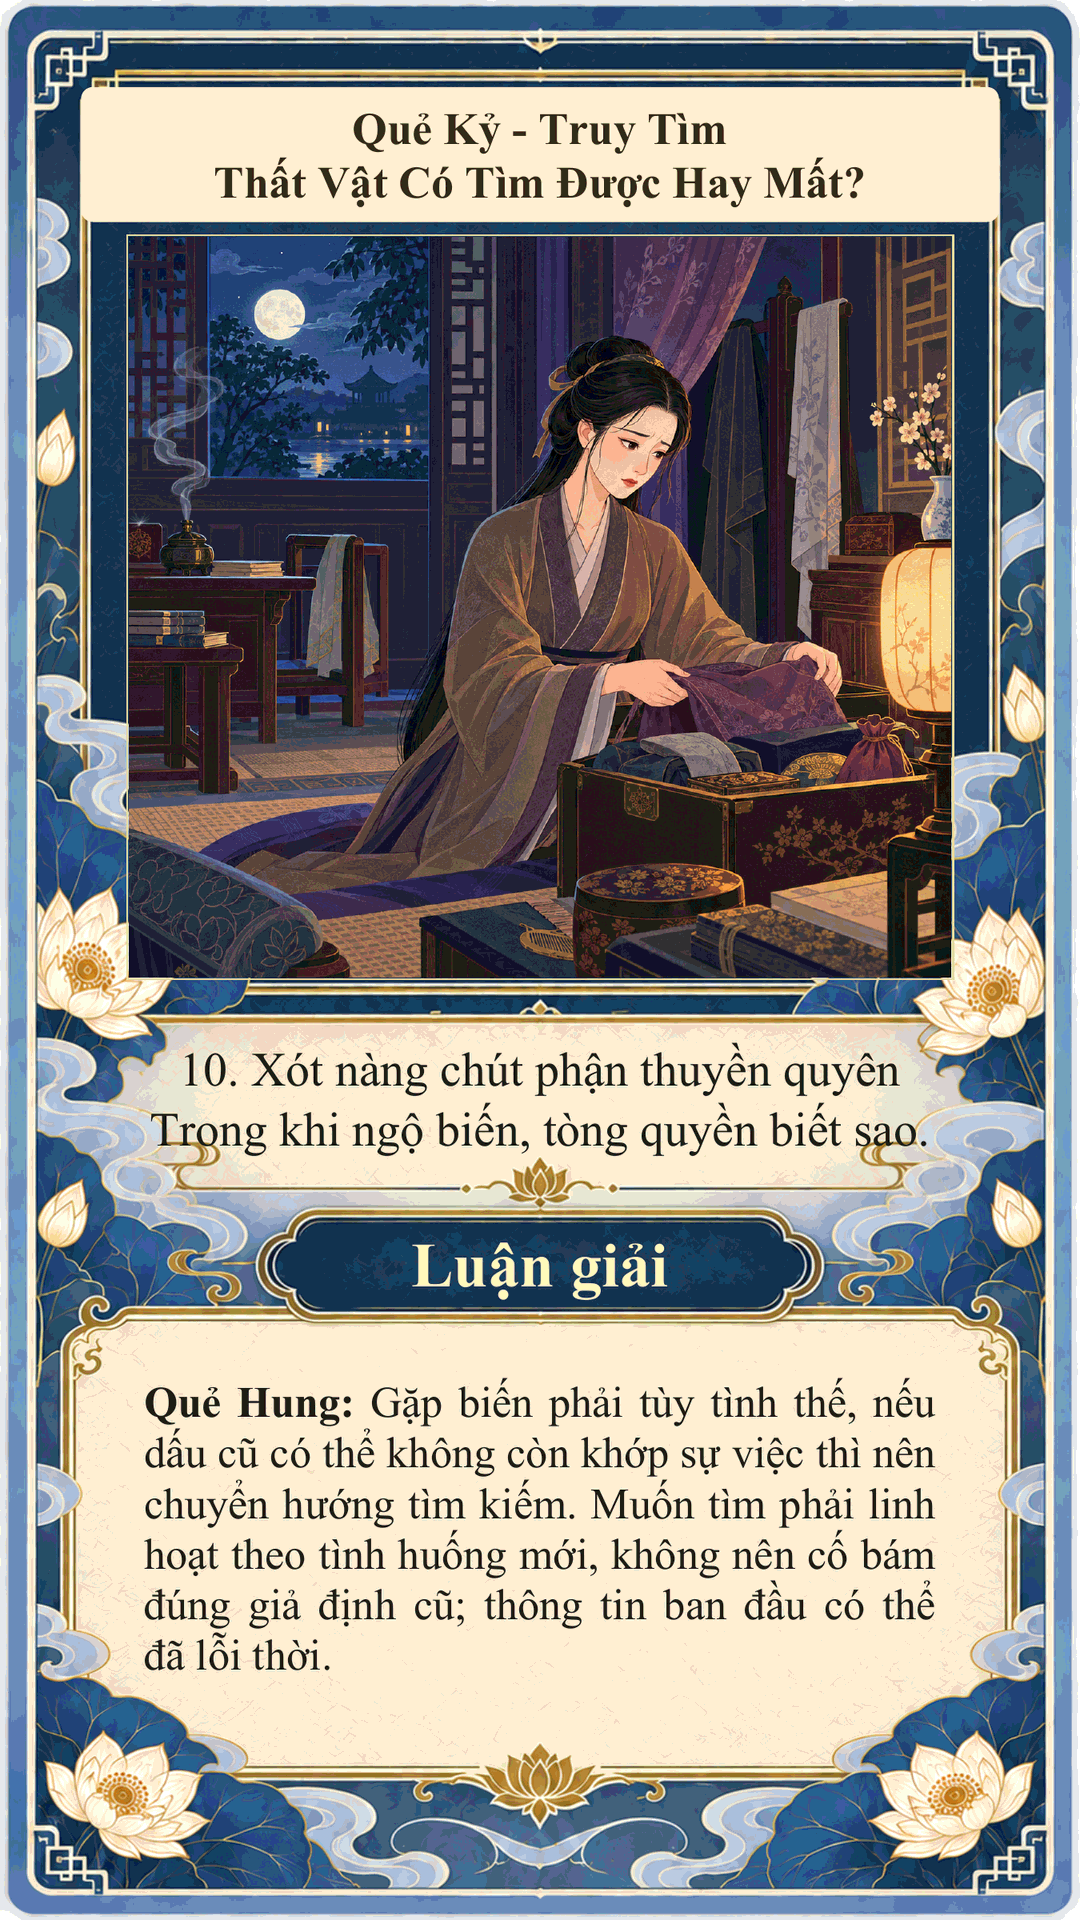 Quẻ Kỷ - Truy Tìm
Thất Vật Có Tìm Được Hay Mất?
10. Xót nàng chút phận thuyền quyên
Trong khi ngộ biến, tòng quyền biết sao.
Luận giải
Quẻ Hung: Gặp biến phải tùy tình thế, nếu
dấu cũ có thể không còn khớp sự việc thì nên
chuyển hướng tìm kiếm. Muốn tìm phải linh
hoạt theo tình huống mới, không nên cố bám
đúng giả định cũ; thông tin ban đầu có thể
đã lỗi thời.